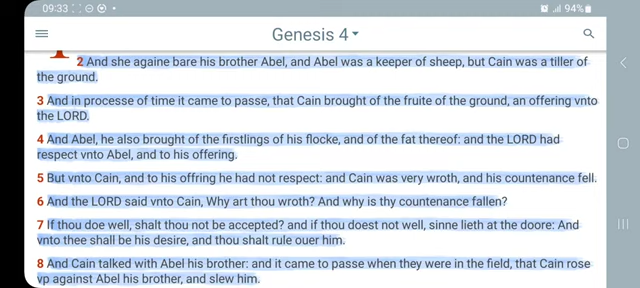 09:33
94%
Genesis 4
2 And she againe bare his brother Abel, and Abel was a keeper of sheep, but Cain was a tiller of
the ground.
3 And in processe of time it came to passe, that Cain brought of the fruite of the ground, an offering vnto
the LORD.
4 And Abel, he also brought of the firstlings of his flocke, and of the fat thereof: and the LORD had
respect vnto Abel, and to his offering.
5 But vnto Cain, and to his offring he had not respect: and Cain was very wroth, and his countenance fell.
6 And the LORD said vnto Cain, Why art thou wroth? And why is thy countenance fallen?
7 If thou doe well, shalt thou not be accepted? and if thou doest not well, sinne lieth at the doore: And
vnto thee shall be his desire, and thou shalt rule ouer him.
8 And Cain talked with Abel his brother: and it came to passe when they were in the field, that Cain rose
vp against Abel his brother, and slew him.